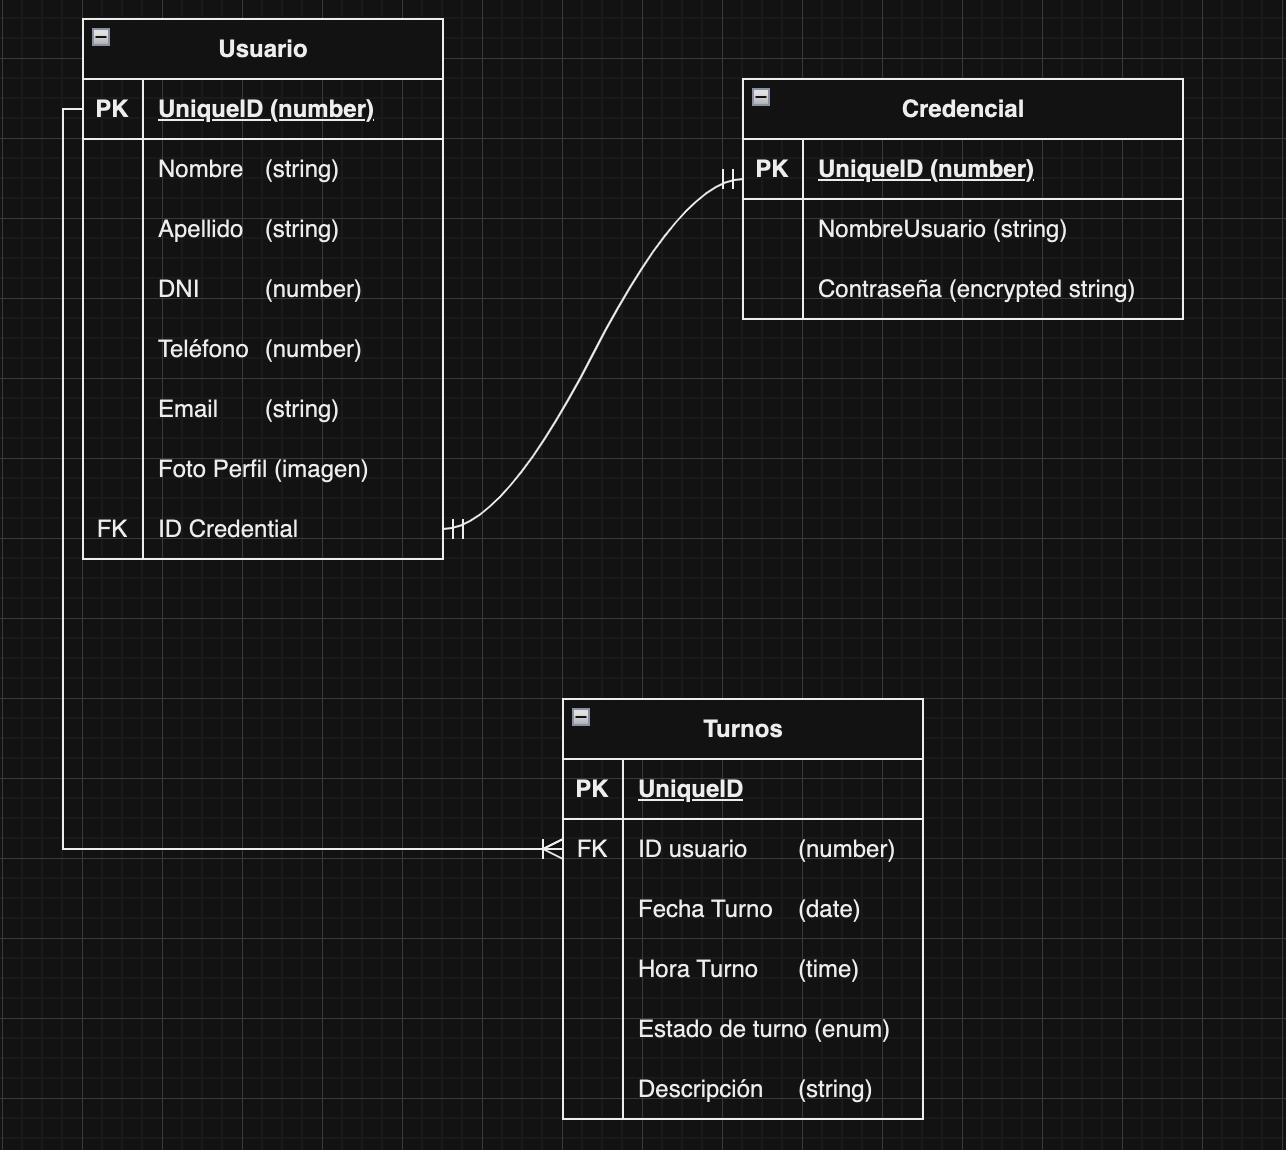 Usuario
PK UniqueID (number)
Nombre (string)
Apellido (string)
DNI (number)
Teléfono (number)
Email (string)
Foto Perfil (imagen)
FK ID Credential
Credencial
PK UniqueID (number)
NombreUsuario (string)
Contraseña (encrypted string)
Turnos
PK UniqueID
FK ID usuario (number)
Fecha Turno (date)
Hora Turno (time)
Estado de turno (enum)
Descripción (string)